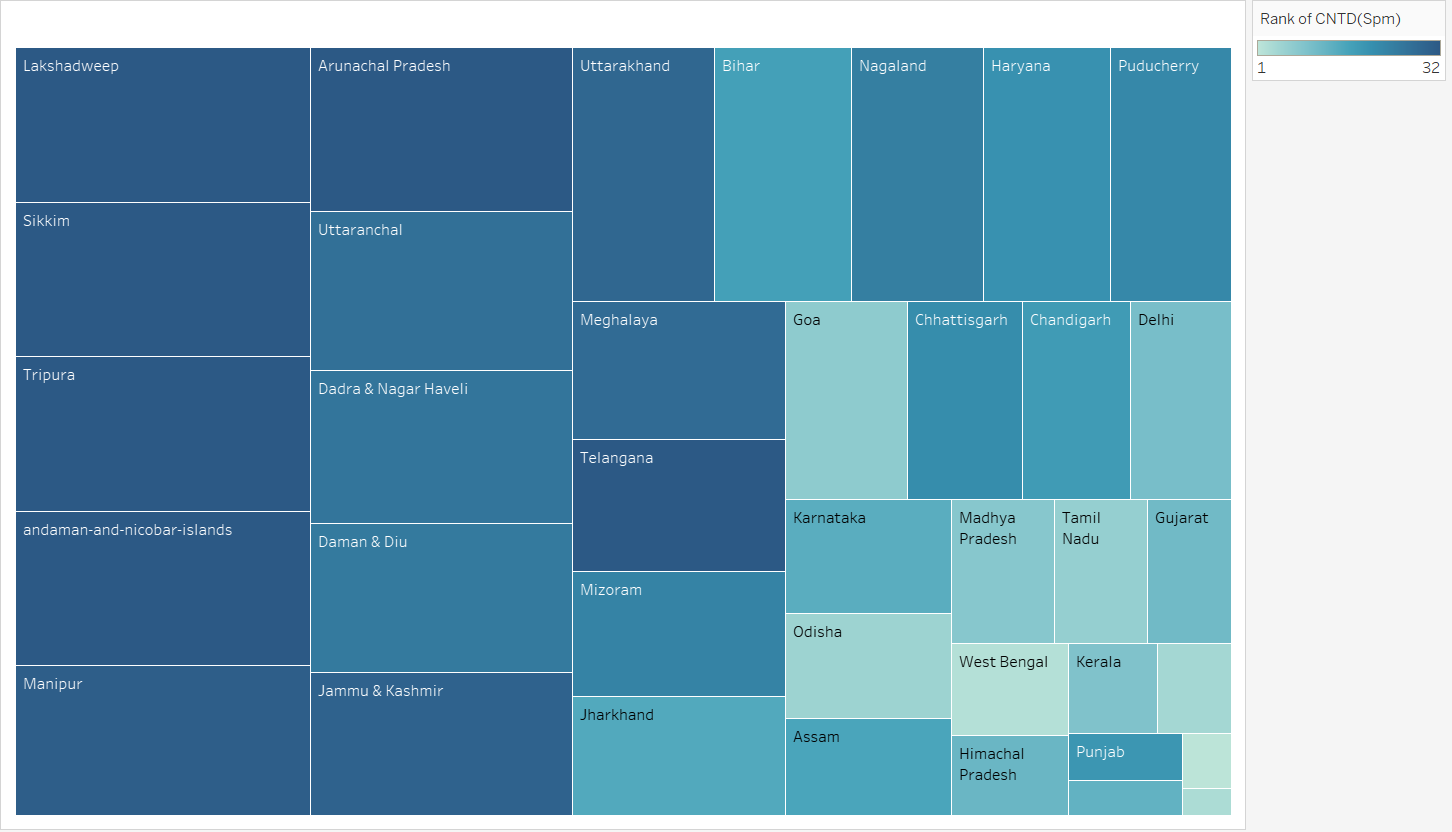 Rank of CNTD(Spm)
1
32
Lakshadweep
Sikkim
Tripura
andaman-and-nicobar-islands
Manipur
Arunachal Pradesh
Uttaranchal
Dadra & Nagar Haveli
Daman & Diu
Jammu & Kashmir
Uttarakhand
Bihar
Nagaland
Haryana
Puducherry
Meghalaya
Telangana
Mizoram
Jharkhand
Goa
Chhattisgarh
Chandigarh
Delhi
Karnataka
Odisha
Assam
Madhya
Pradesh
Tamil
Nadu
Gujarat
West Bengal
Kerala
Himachal
Pradesh
Punjab